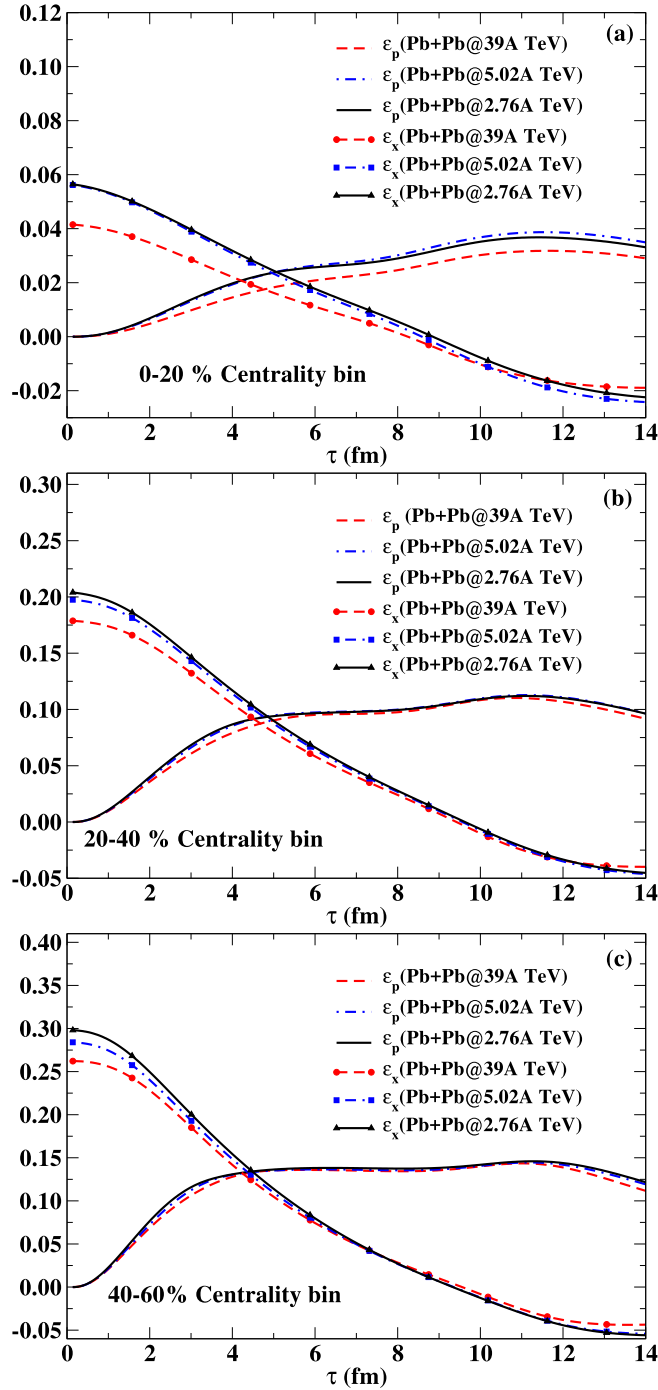 (a)
0.12
0.10
0.08
0.06
0.04
0.02
0.00
-0.02
εp(Pb+Pb@39A TeV)
εp(Pb+Pb@5.02A TeV)
εp(Pb+Pb@2.76A TeV)
εx(Pb+Pb@39A TeV)
εx(Pb+Pb@5.02A TeV)
εx(Pb+Pb@2.76A TeV)
0-20 % Centrality bin
0 2 4 6 8 10 12 14
τ (fm)
(b)
0.30
0.25
0.20
0.15
0.10
0.05
0.00
-0.05
εp (Pb+Pb@39A TeV)
εp(Pb+Pb@5.02A TeV)
εp(Pb+Pb@2.76A TeV)
εx(Pb+Pb@39A TeV)
εx(Pb+Pb@5.02A TeV)
εx(Pb+Pb@2.76A TeV)
20-40 % Centrality bin
0 2 4 6 8 10 12 14
τ (fm)
(c)
0.40
0.35
0.30
0.25
0.20
0.15
0.10
0.05
0.00
-0.05
εp(Pb+Pb@39A TeV)
εp(Pb+Pb@5.02A TeV)
εp(Pb+Pb@2.76A TeV)
εx(Pb+Pb@39A TeV)
εx(Pb+Pb@5.02A TeV)
εx(Pb+Pb@2.76A TeV)
40-60% Centrality bin
0 2 4 6 8 10 12 14
τ (fm)